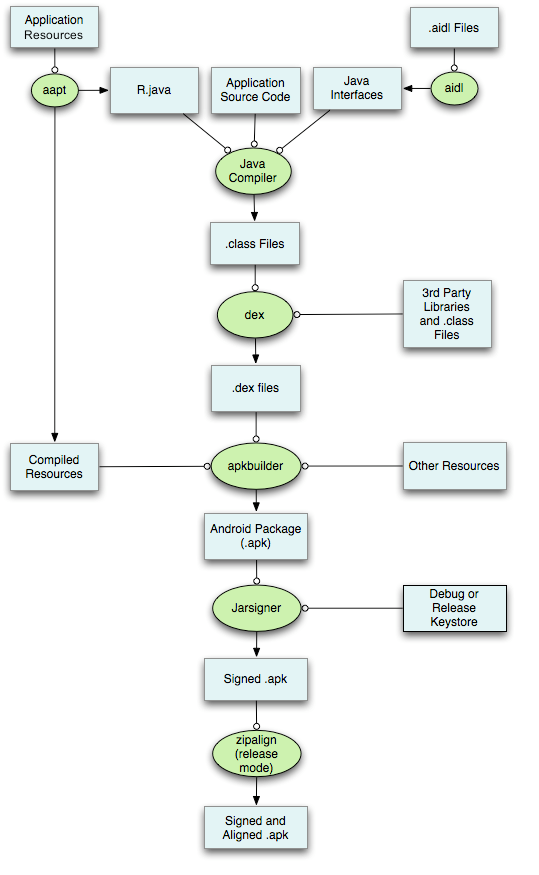 Application
Resources
.aidl Files
aapt
R.java
Application
Source Code
Java
Interfaces
aidl
Java
Compiler
.class Files
dex
3rd Party
Libraries
and .class
Files
.dex files
Compiled
Resources
apkbuilder
Other Resources
Android Package
(.apk)
Jarsigner
Debug or
Release
Keystore
Signed .apk
zipalign
(release
mode)
Signed and
Aligned .apk